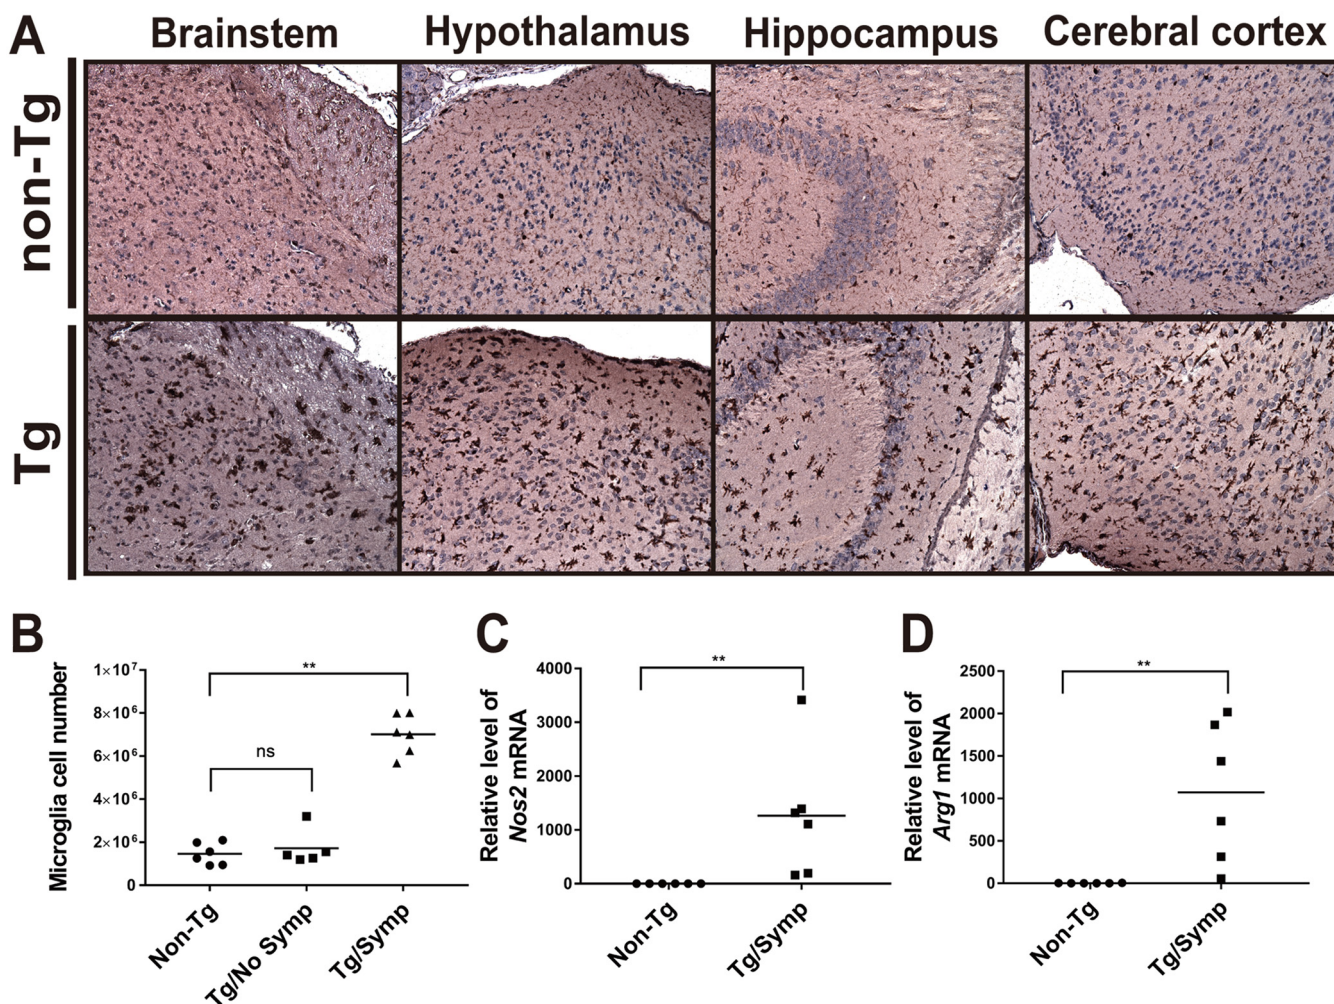 A
Brainstem
Hypothalamus
Hippocampus
Cerebral cortex
non-Tg
Tg
B
Microglia cell number
1×10⁷
8×10⁶
6×10⁶
4×10⁶
2×10⁶
0
**
ns
Non-Tg
Tg/No Symp
Tg/Symp
C
Relative level of
Nos2 mRNA
4000
3000
2000
1000
0
**
Non-Tg
Tg/Symp
D
Relative level of
Arg1 mRNA
2500
2000
1500
1000
500
0
**
Non-Tg
Tg/Symp